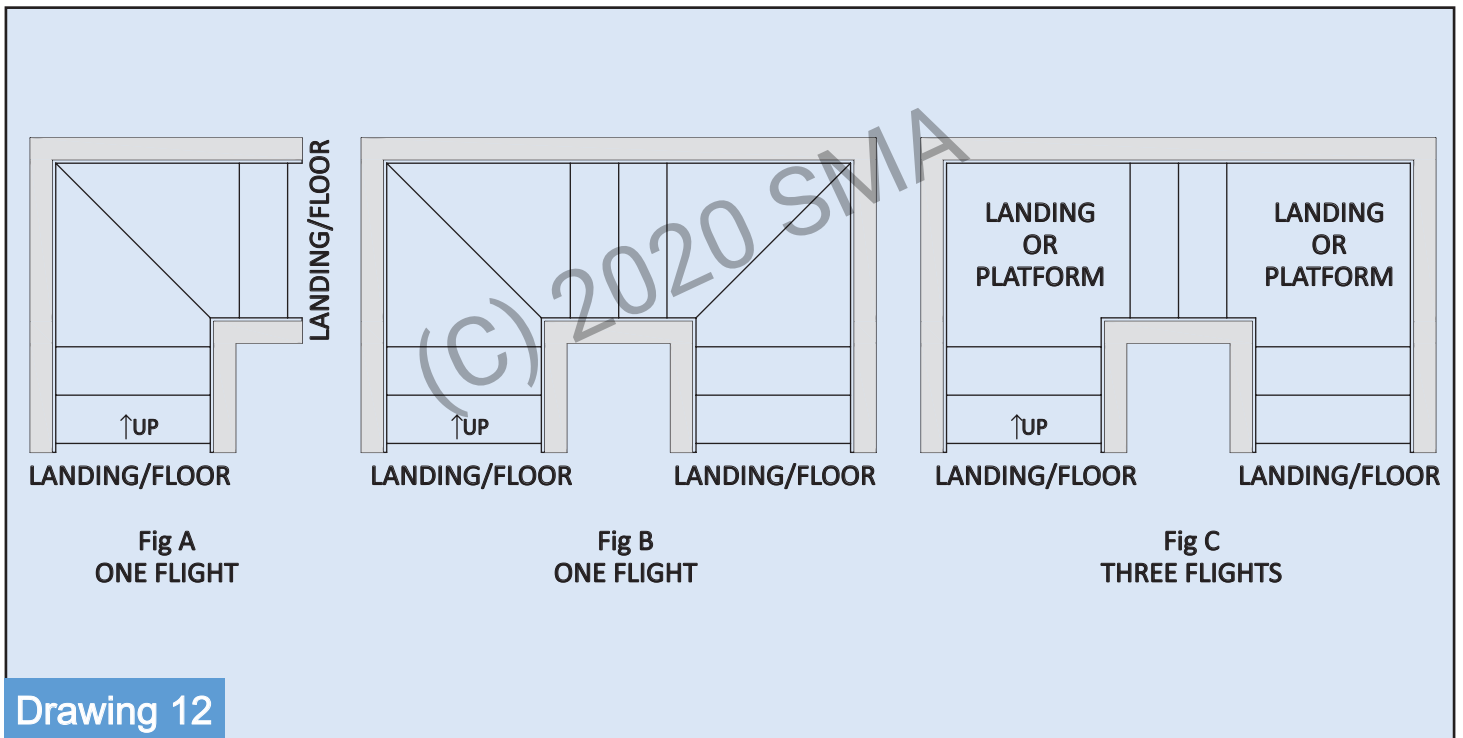 LANDING/FLOOR
↑UP
LANDING/FLOOR
Fig A
ONE FLIGHT
↑UP
LANDING/FLOOR
LANDING/FLOOR
Fig B
ONE FLIGHT
LANDING
OR
PLATFORM
LANDING
OR
PLATFORM
↑UP
LANDING/FLOOR
LANDING/FLOOR
Fig C
THREE FLIGHTS
(C) 2020 SMA
Drawing 12